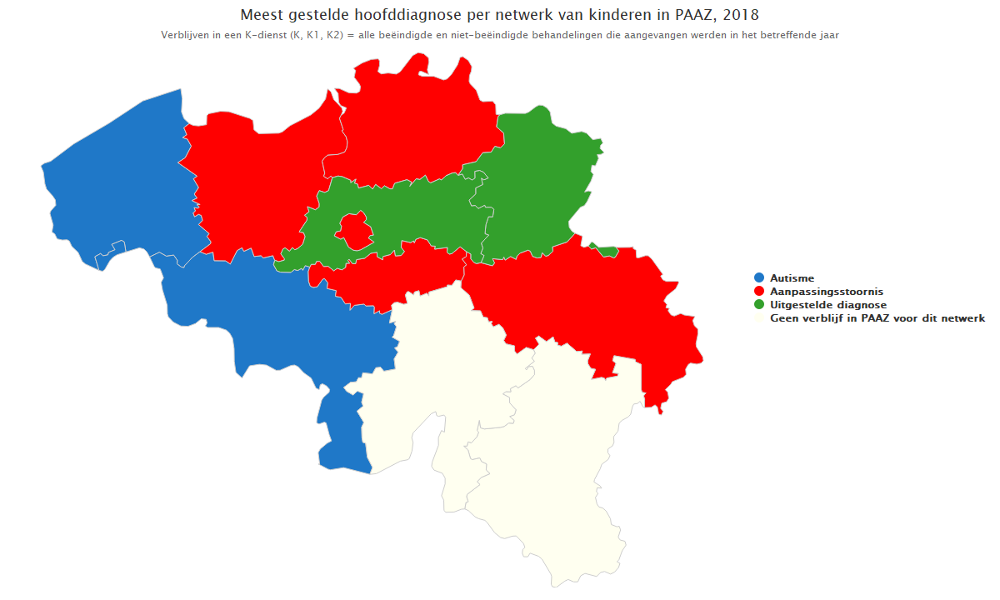 Meest gestelde hoofddiagnose per netwerk van kinderen in PAAZ, 2018
Verblijven in een K-dienst (K, K1, K2) = alle beëindigde en niet-beëindigde behandelingen die aangevangen werden in het betreffende jaar
Autisme
Aanpassingsstoornis
Uitgestelde diagnose
Geen verblijf in PAAZ voor dit netwerk